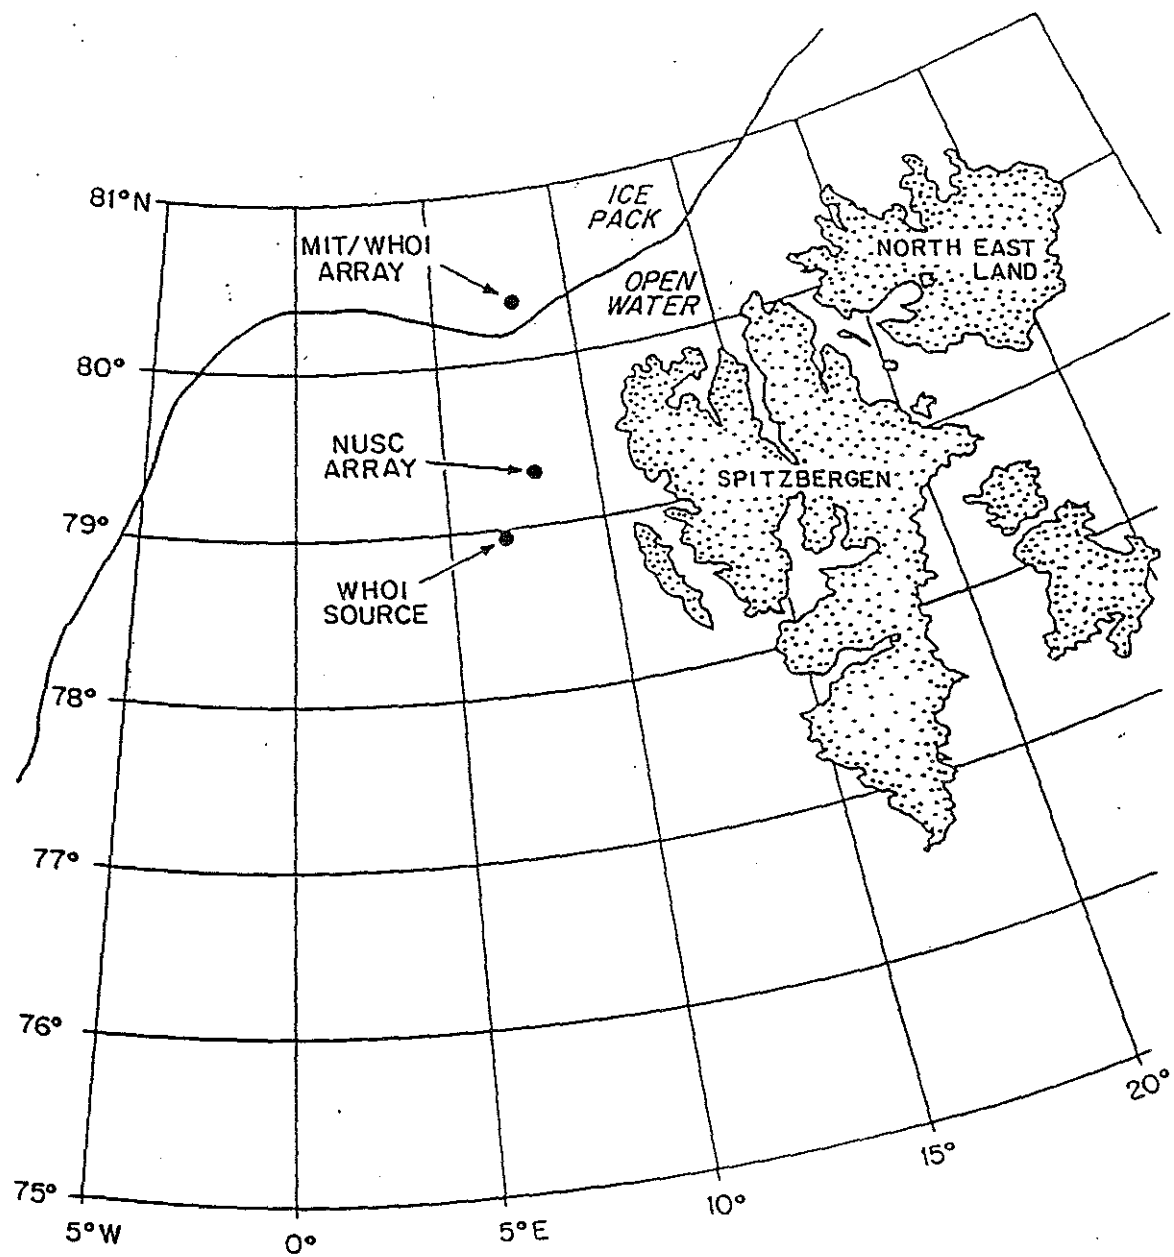 81°N
ICE
PACK
MIT/WHOI
ARRAY
NORTH EAST
LAND
OPEN
WATER
80°
NUSC
ARRAY
SPITZBERGEN
79°
WHOI
SOURCE
78°
77°
76°
75°
5°W
0°
5°E
10°
15°
20°